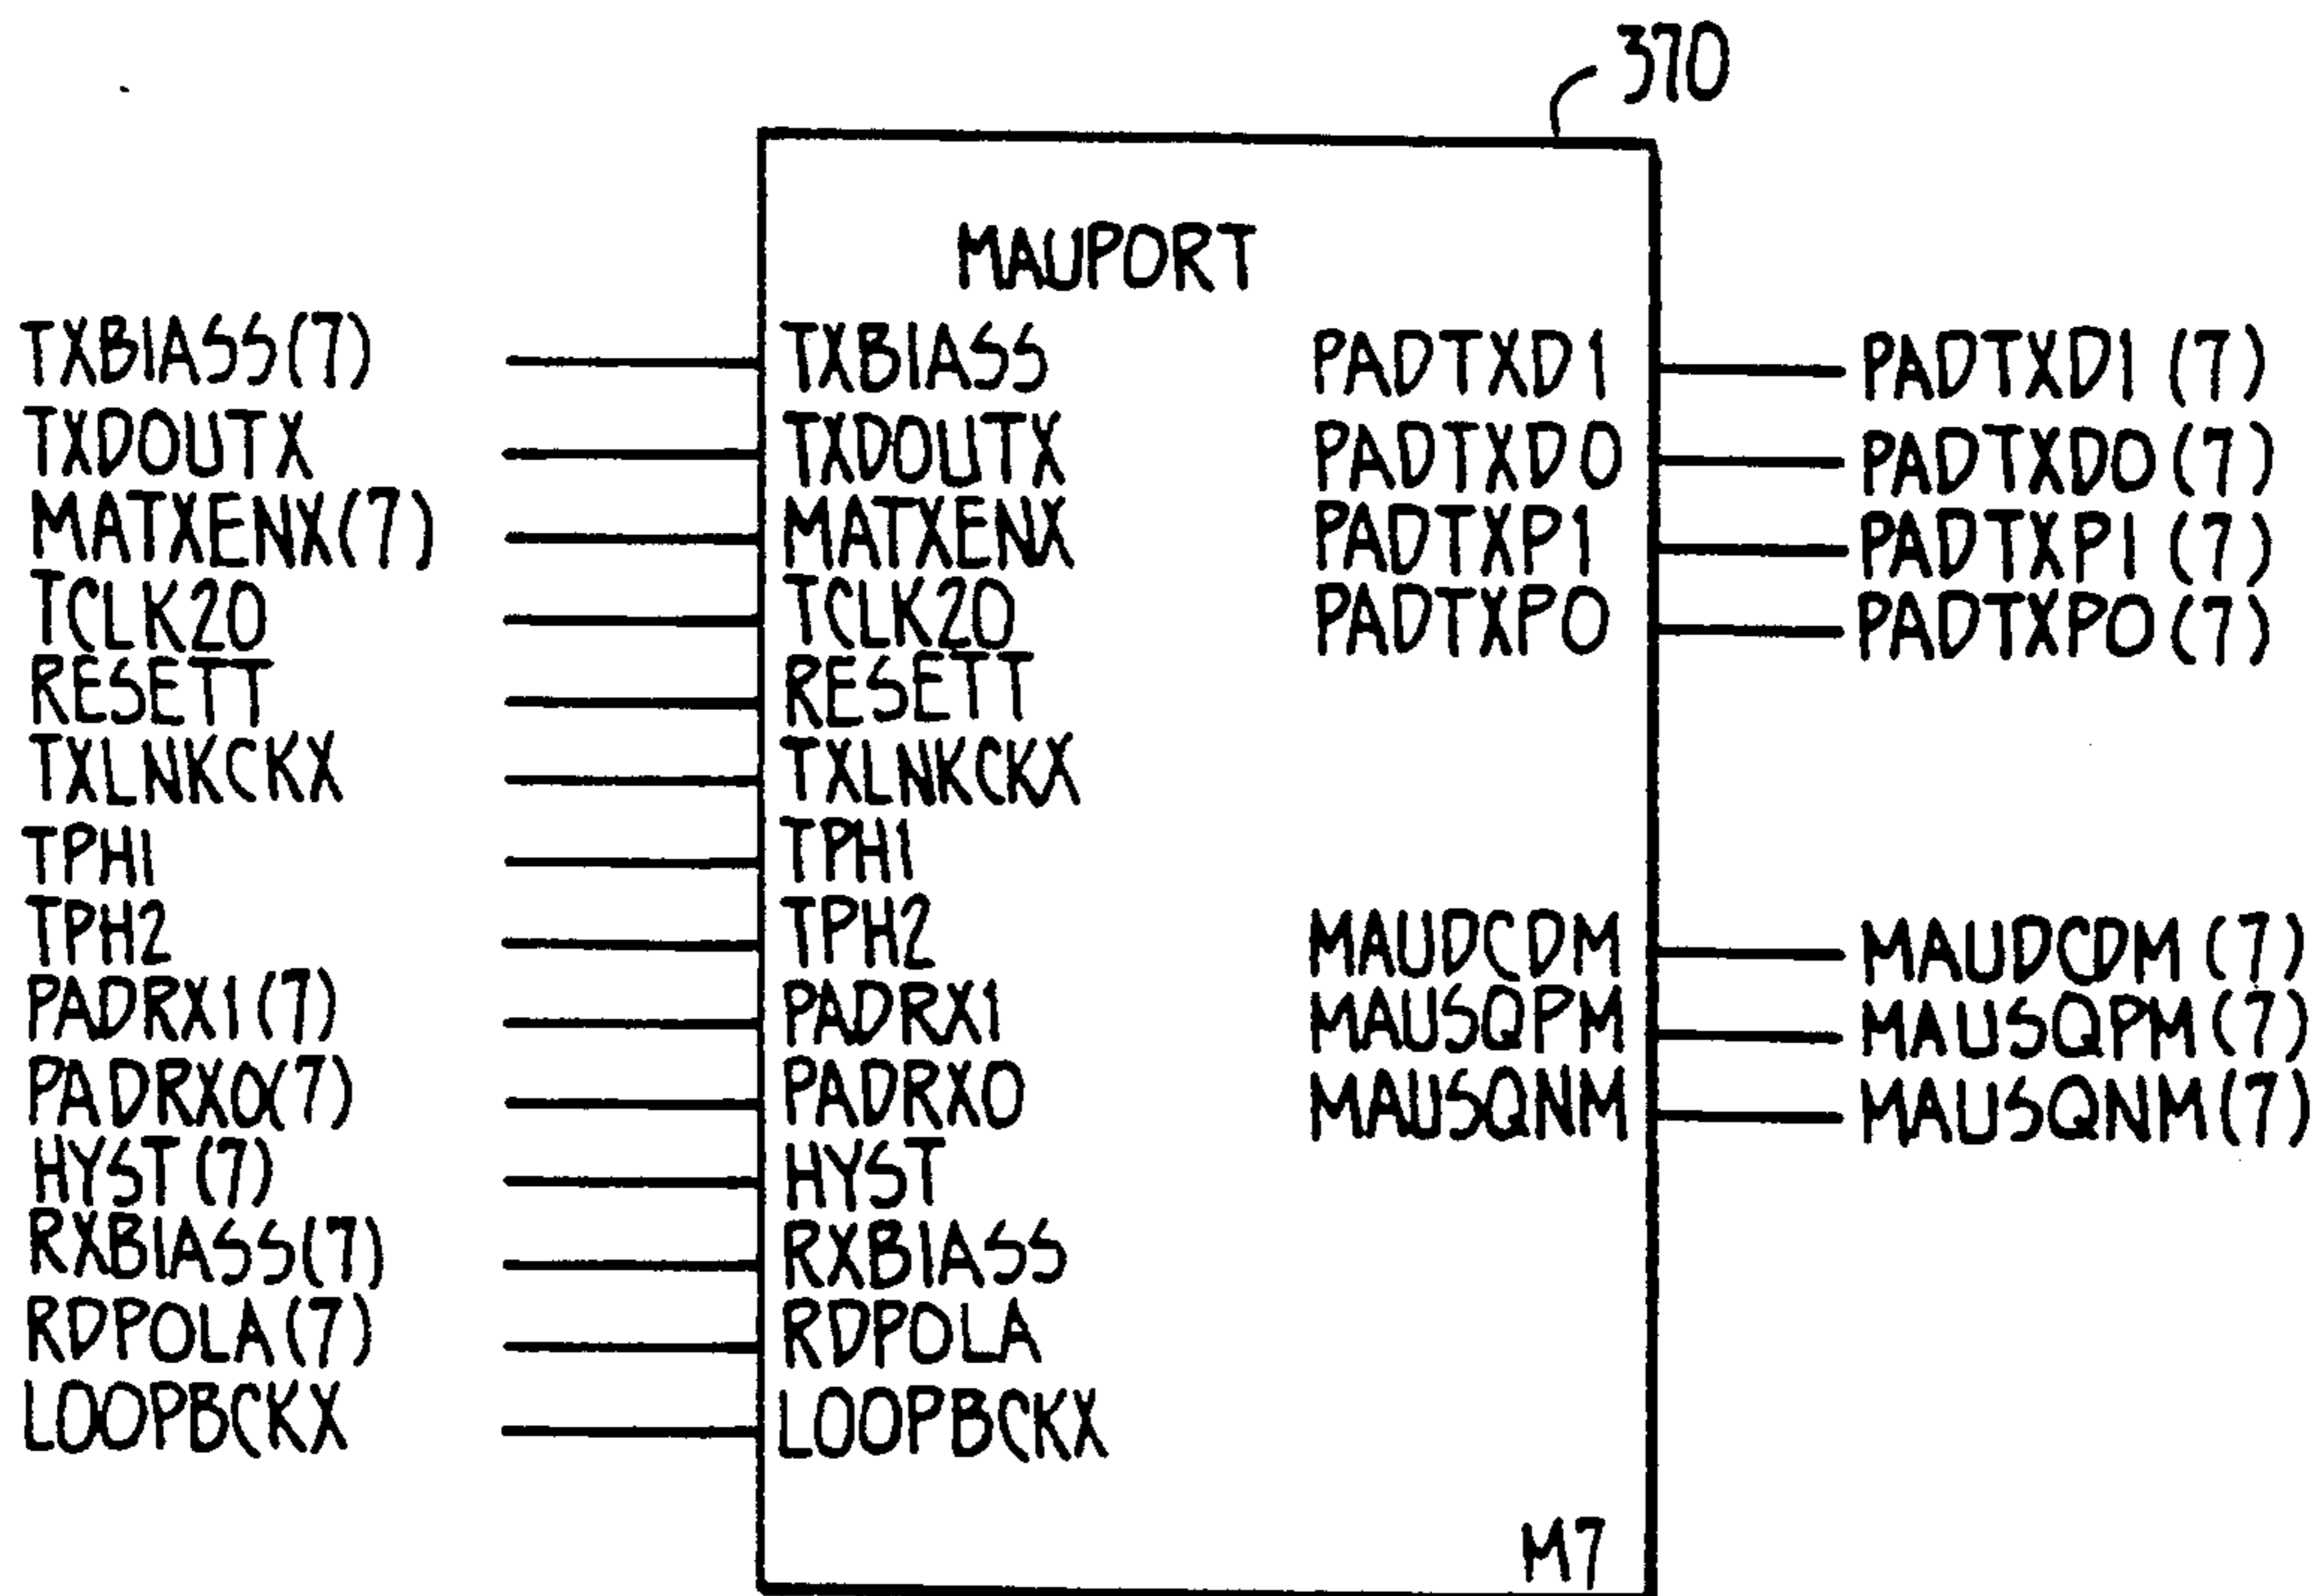 370
MAUPORT
TXBIASS(7) TXBIASS PADTXD1 PADTXD1(7)
TXDOUTX TXDOUTX PADTXD0 PADTXD0(7)
MATXENX(7) MATXENX PADTXP1 PADTXP1(7)
TCLK20 TCLK20 PADTXP0 PADTXP0(7)
RESETT RESETT
TXLNKCKX TXLNKCKX
TPH1 TPH1
TPH2 TPH2 MAUDCDM MAUDCDM(7)
PADRX1(7) PADRX1 MAUSQPM MAUSQPM(7)
PADRX0(7) PADRX0 MAUSQNM MAUSQNM(7)
HYST(7) HYST
RXBIASS(7) RXBIASS
RDPOLA(7) RDPOLA
LOOPBCKX LOOPBCKX
M7